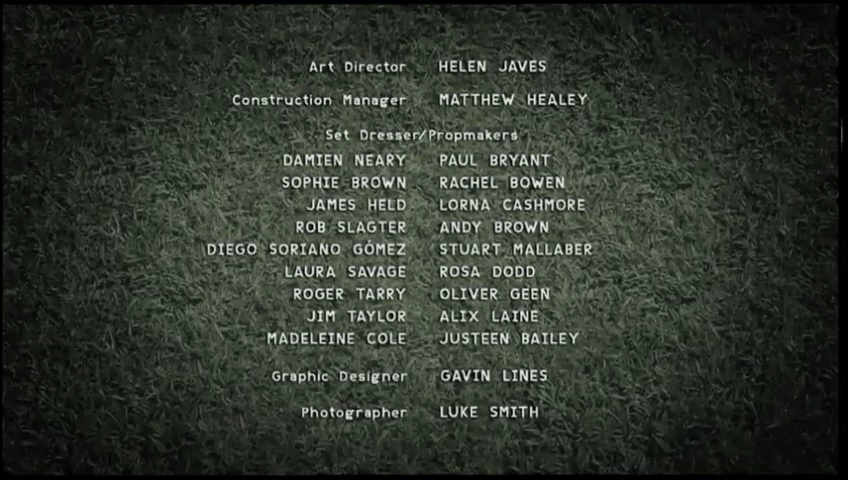 Art Director HELEN JAVES
Construction Manager MATTHEW HEALEY
Set Dresser/Propmakers
DAMIEN NEARY PAUL BRYANT
SOPHIE BROWN RACHEL BOWEN
JAMES HELD LORNA CASHMORE
ROB SLAGTER ANDY BROWN
DIEGO SORIANO GÓMEZ STUART MALLABER
LAURA SAVAGE ROSA DODD
ROGER TARRY OLIVER GEEN
JIM TAYLOR ALIX LAINE
MADELEINE COLE JUSTEEN BAILEY
Graphic Designer GAVIN LINES
Photographer LUKE SMITH